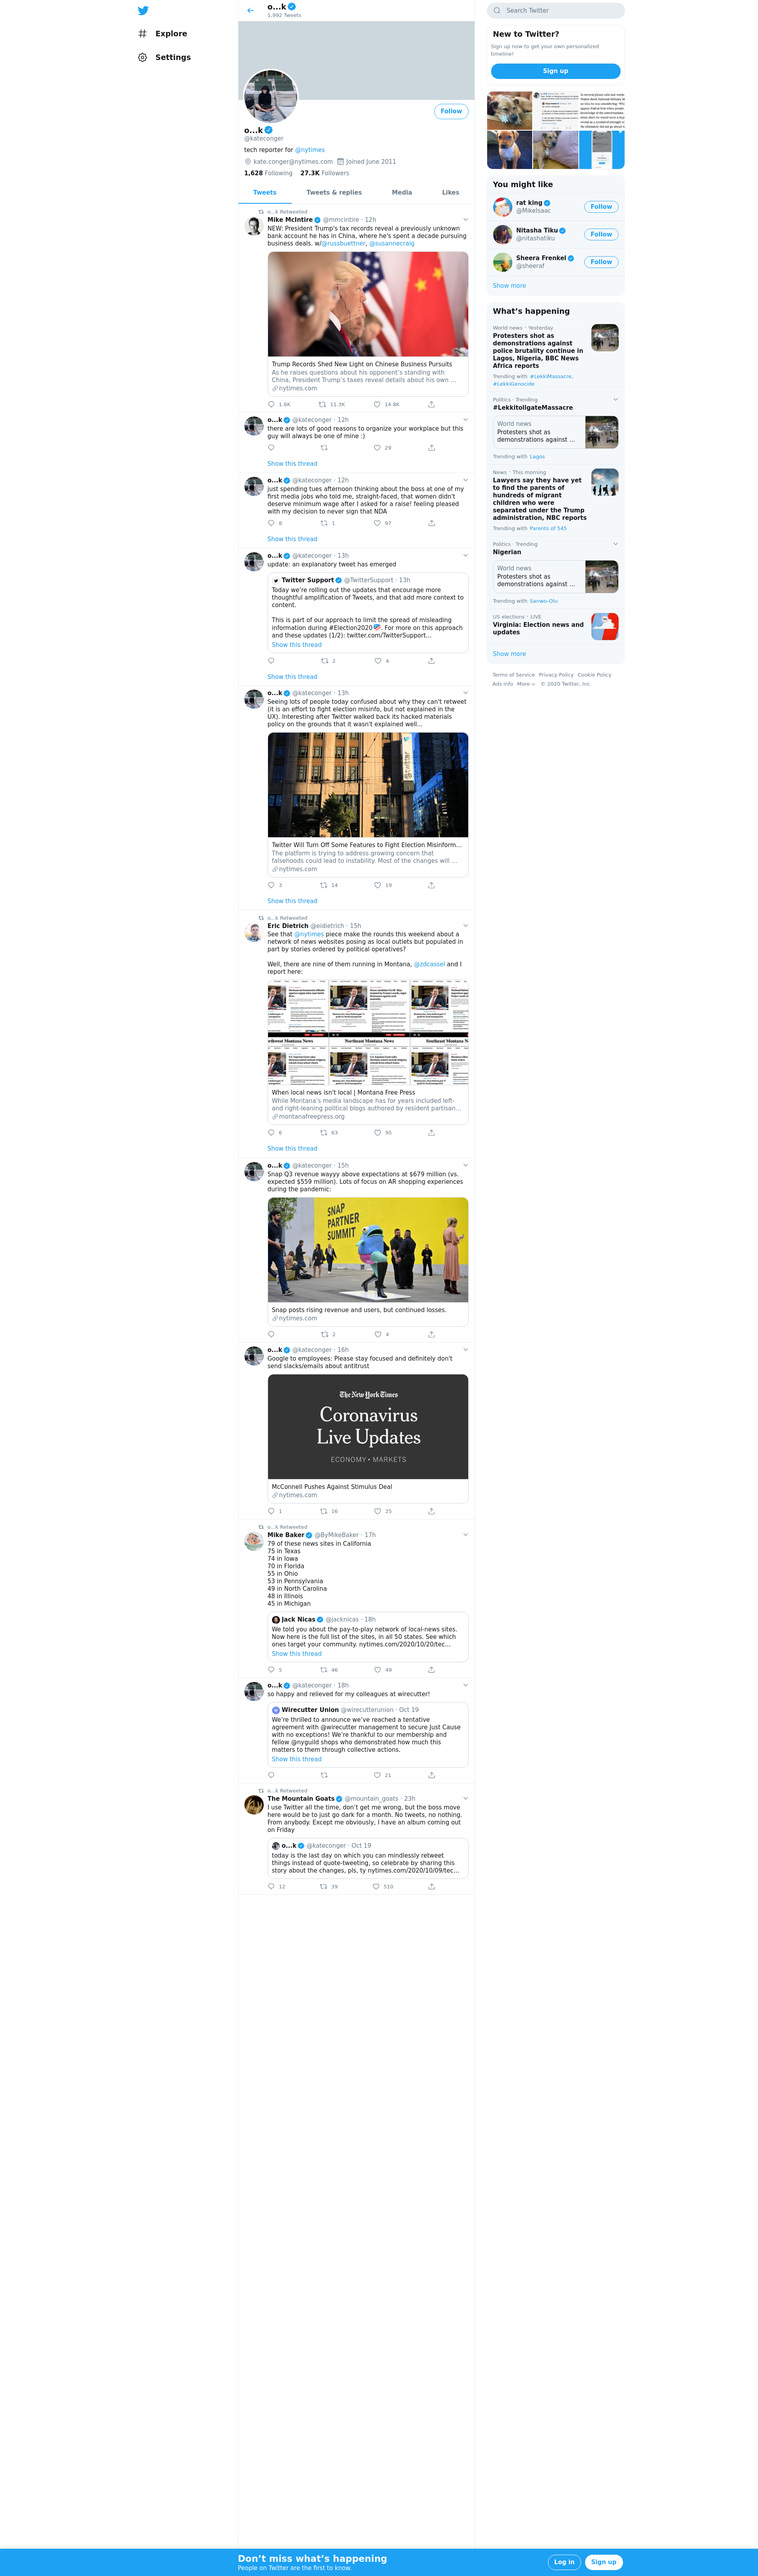 Explore
Settings
o...k
1,992 Tweets
Follow
o...k
@kateconger
tech reporter for @nytimes
kate.conger@nytimes.com Joined June 2011
1,628 Following 27.3K Followers
Tweets Tweets & replies Media Likes
o...k Retweeted
Mike McIntire @mmcintire · 12h
NEW: President Trump's tax records reveal a previously unknown
bank account he has in China, where he's spent a decade pursuing
business deals. w/@russbuettner, @susannecraig
Trump Records Shed New Light on Chinese Business Pursuits
As he raises questions about his opponent's standing with
China, President Trump's taxes reveal details about his own ...
nytimes.com
1.6K 11.3K 14.8K
o...k @kateconger · 12h
there are lots of good reasons to organize your workplace but this
guy will always be one of mine :)
29
Show this thread
o...k @kateconger · 12h
just spending tues afternoon thinking about the boss at one of my
first media jobs who told me, straight-faced, that women didn't
deserve minimum wage after I asked for a raise! feeling pleased
with my decision to never sign that NDA
8 1 97
Show this thread
o...k @kateconger · 13h
update: an explanatory tweet has emerged
Twitter Support @TwitterSupport · 13h
Today we're rolling out the updates that encourage more
thoughtful amplification of Tweets, and that add more context to
content.
This is part of our approach to limit the spread of misleading
information during #Election2020. For more on this approach
and these updates (1/2): twitter.com/TwitterSupport...
Show this thread
2 4
Show this thread
o...k @kateconger · 13h
Seeing lots of people today confused about why they can't retweet
(it is an effort to fight election misinfo, but not explained in the
UX). Interesting after Twitter walked back its hacked materials
policy on the grounds that it wasn't explained well...
Twitter Will Turn Off Some Features to Fight Election Misinform...
The platform is trying to address growing concern that
falsehoods could lead to instability. Most of the changes will ...
nytimes.com
3 14 19
Show this thread
o...k Retweeted
Eric Dietrich @eidietrich · 15h
See that @nytimes piece make the rounds this weekend about a
network of news websites posing as local outlets but populated in
part by stories ordered by political operatives?
Well, there are nine of them running in Montana, @zdcassel and I
report here:
thwest Montana News Northeast Montana News Southeast Montana N
When local news isn't local | Montana Free Press
While Montana's media landscape has for years included left-
and right-leaning political blogs authored by resident partisan...
montanafreepress.org
6 63 95
Show this thread
o...k @kateconger · 15h
Snap Q3 revenue wayyy above expectations at $679 million (vs.
expected $559 million). Lots of focus on AR shopping experiences
during the pandemic:
SNAP
PARTNER
SUMMIT
Snap posts rising revenue and users, but continued losses.
nytimes.com
2 4
o...k @kateconger · 16h
Google to employees: Please stay focused and definitely don't
send slacks/emails about antitrust
The New York Times
Coronavirus
Live Updates
ECONOMY • MARKETS
McConnell Pushes Against Stimulus Deal
nytimes.com
1 16 25
o...k Retweeted
Mike Baker @ByMikeBaker · 17h
79 of these news sites in California
75 in Texas
74 in Iowa
70 in Florida
55 in Ohio
53 in Pennsylvania
49 in North Carolina
48 in Illinois
45 in Michigan
Jack Nicas @jacknicas · 18h
We told you about the pay-to-play network of local-news sites.
Now here is the full list of the sites, in all 50 states. See which
ones target your community. nytimes.com/2020/10/20/tec...
Show this thread
5 46 49
o...k @kateconger · 18h
so happy and relieved for my colleagues at wirecutter!
Wirecutter Union @wirecutterunion · Oct 19
We're thrilled to announce we've reached a tentative
agreement with @wirecutter management to secure Just Cause
with no exceptions! We're thankful to our membership and
fellow @nyguild shops who demonstrated how much this
matters to them through collective actions.
Show this thread
21
o...k Retweeted
The Mountain Goats @mountain_goats · 23h
I use Twitter all the time, don't get me wrong, but the boss move
here would be to just go dark for a month. No tweets, no nothing.
From anybody. Except me obviously, I have an album coming out
on Friday
o...k @kateconger · Oct 19
today is the last day on which you can mindlessly retweet
things instead of quote-tweeting, so celebrate by sharing this
story about the changes, pls, ty nytimes.com/2020/10/09/tec...
12 39 510
Search Twitter
New to Twitter?
Sign up now to get your own personalized
timeline!
Sign up
You might like
rat king
@MikeIsaac
Follow
Nitasha Tiku
@nitashatiku
Follow
Sheera Frenkel
@sheeraf
Follow
Show more
What's happening
World news · Yesterday
Protesters shot as
demonstrations against
police brutality continue in
Lagos, Nigeria, BBC News
Africa reports
Trending with #LekkiMassacre,
#LekkiGenocide
Politics · Trending
#LekkitollgateMassacre
World news
Protesters shot as
demonstrations against ...
Trending with Lagos
News · This morning
Lawyers say they have yet
to find the parents of
hundreds of migrant
children who were
separated under the Trump
administration, NBC reports
Trending with Parents of 545
Politics · Trending
Nigerian
World news
Protesters shot as
demonstrations against ...
Trending with Sanwo-Olu
US elections · LIVE
Virginia: Election news and
updates
Show more
Terms of Service Privacy Policy Cookie Policy
Ads info More © 2020 Twitter, Inc.
Don't miss what's happening
People on Twitter are the first to know.
Log in Sign up